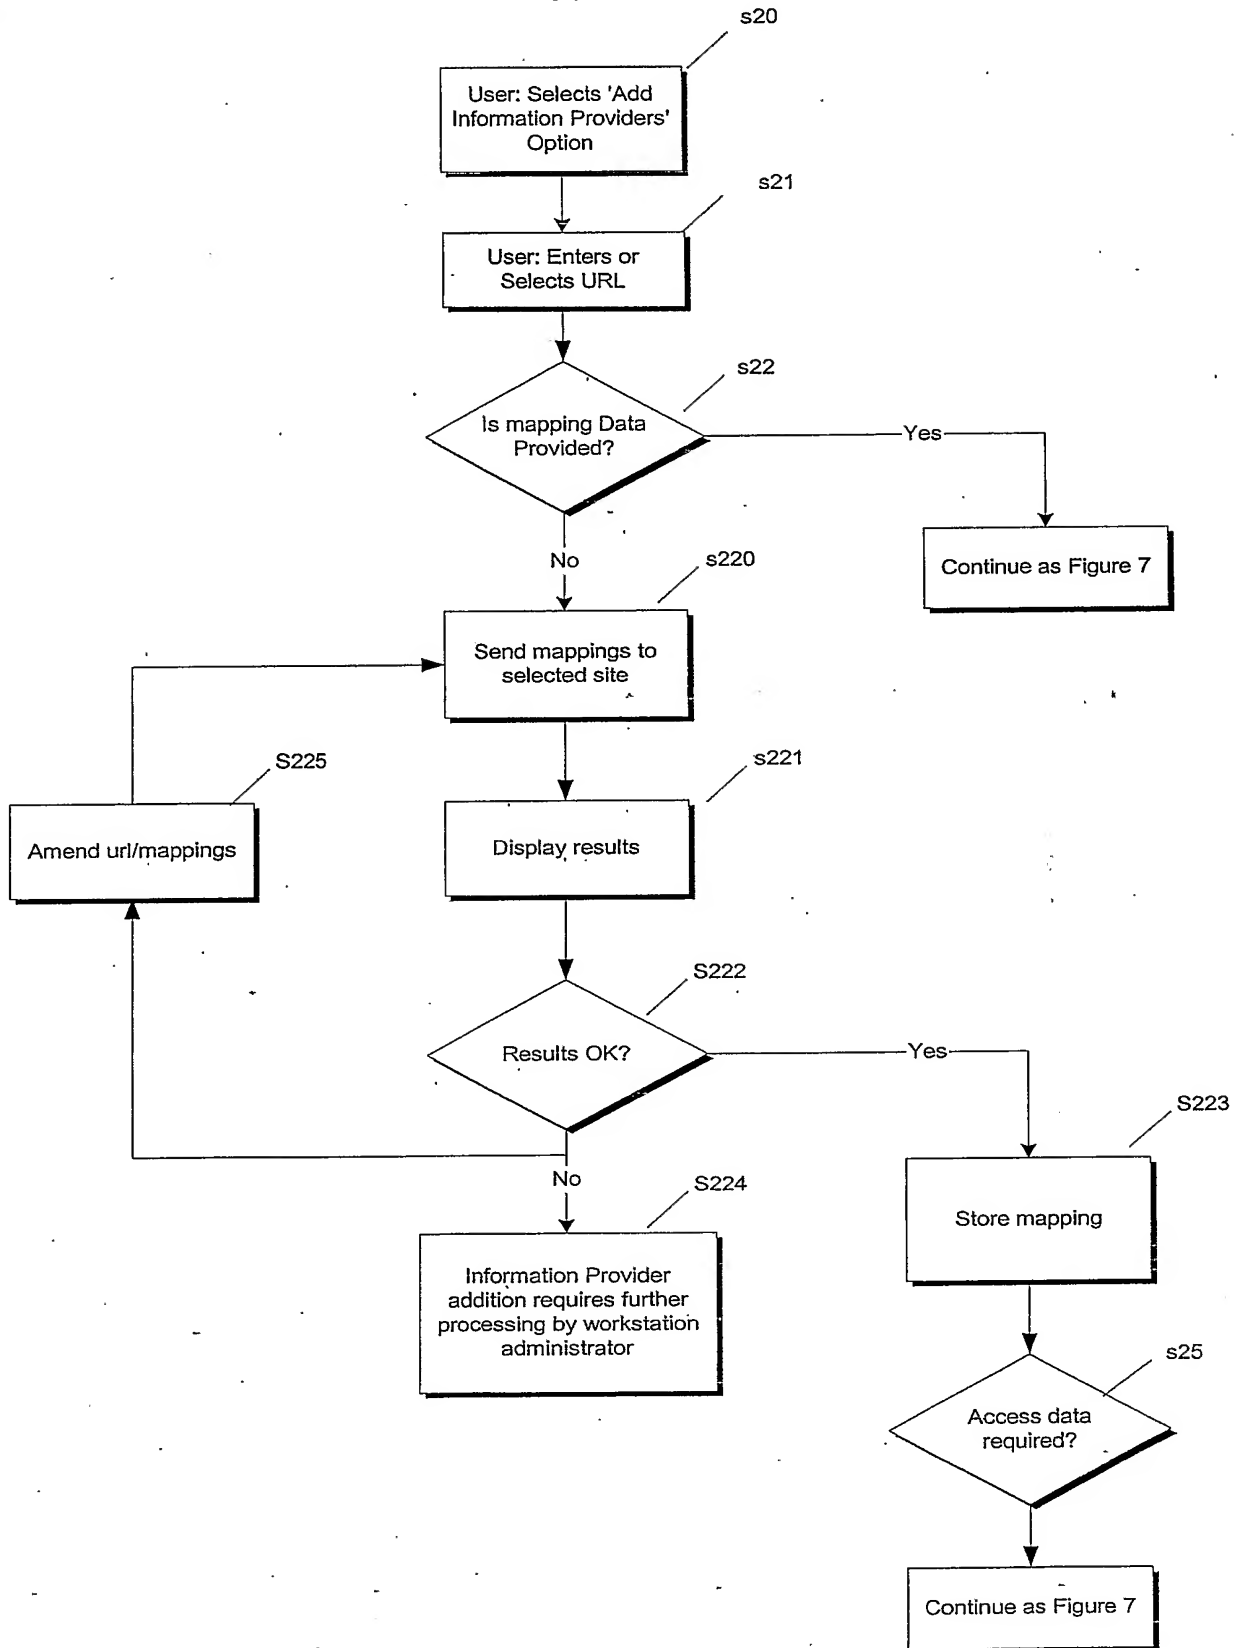 s20
User: Selects 'Add
Information Providers'
Option
s21
User: Enters or
Selects URL
s22
Is mapping Data
Provided?
Yes
Continue as Figure 7
No
s220
Send mappings to
selected site
S225
Amend url/mappings
s221
Display results
S222
Results OK?
Yes
S223
Store mapping
No
S224
Information Provider
addition requires further
processing by workstation
administrator
s25
Access data
required?
Continue as Figure 7